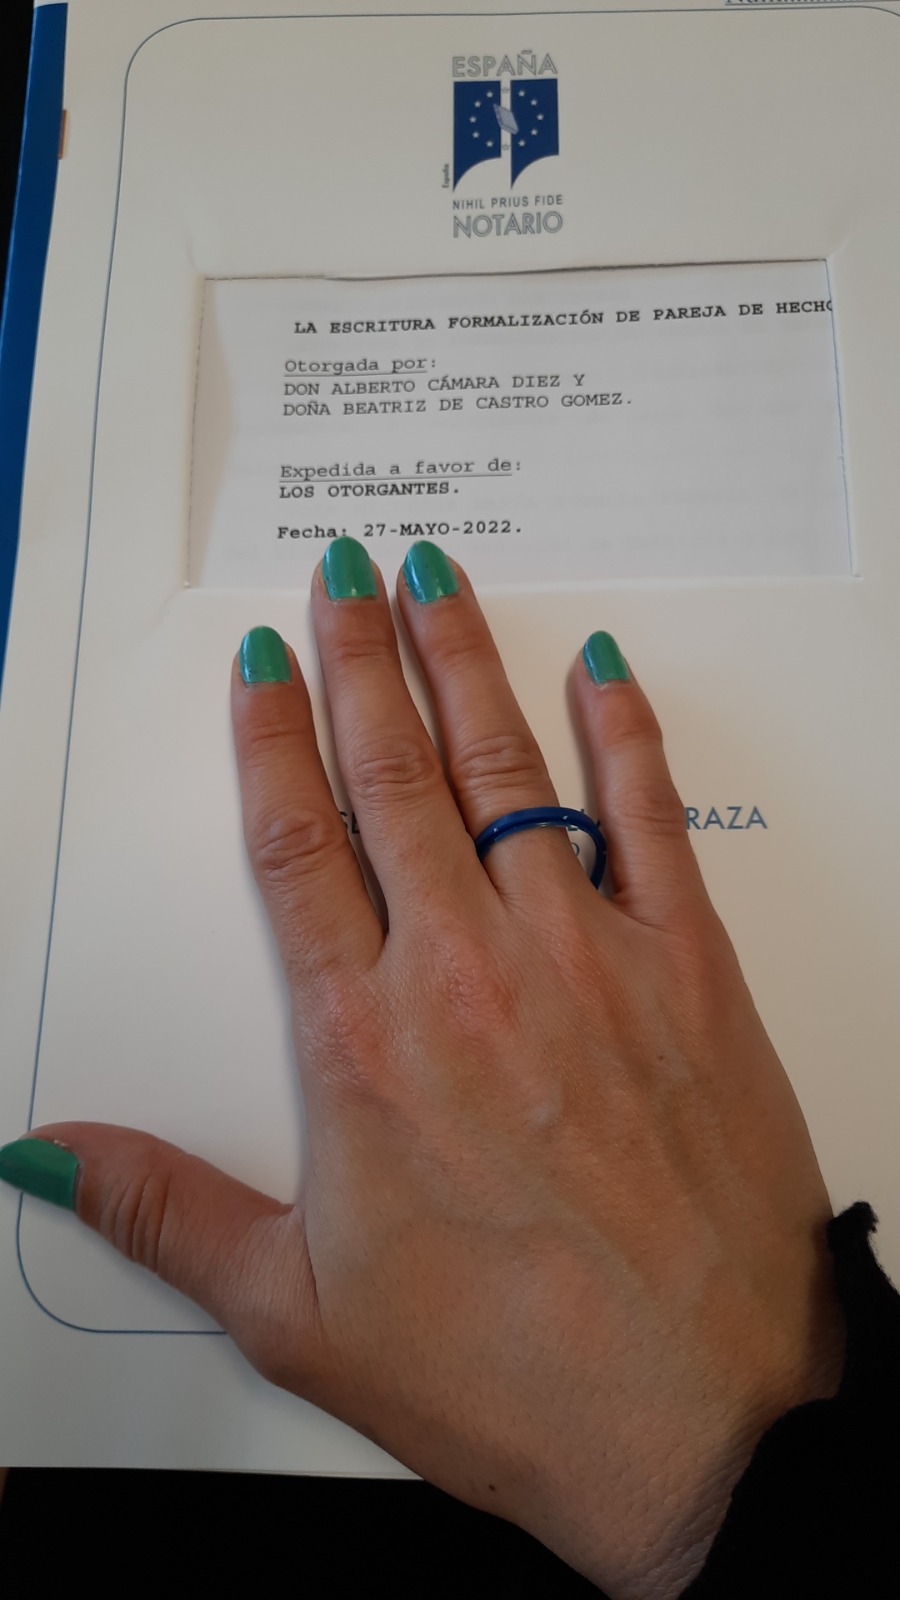 ESPAÑA
España
NIHIL PRIUS FIDE
NOTARIO
LA ESCRITURA FORMALIZACIÓN DE PAREJA DE HECHO
Otorgada por:
DON ALBERTO CÁMARA DIEZ Y
DOÑA BEATRIZ DE CASTRO GOMEZ.
Expedida a favor de:
LOS OTORGANTES.
Fecha: 27-MAYO-2022.
RAZA